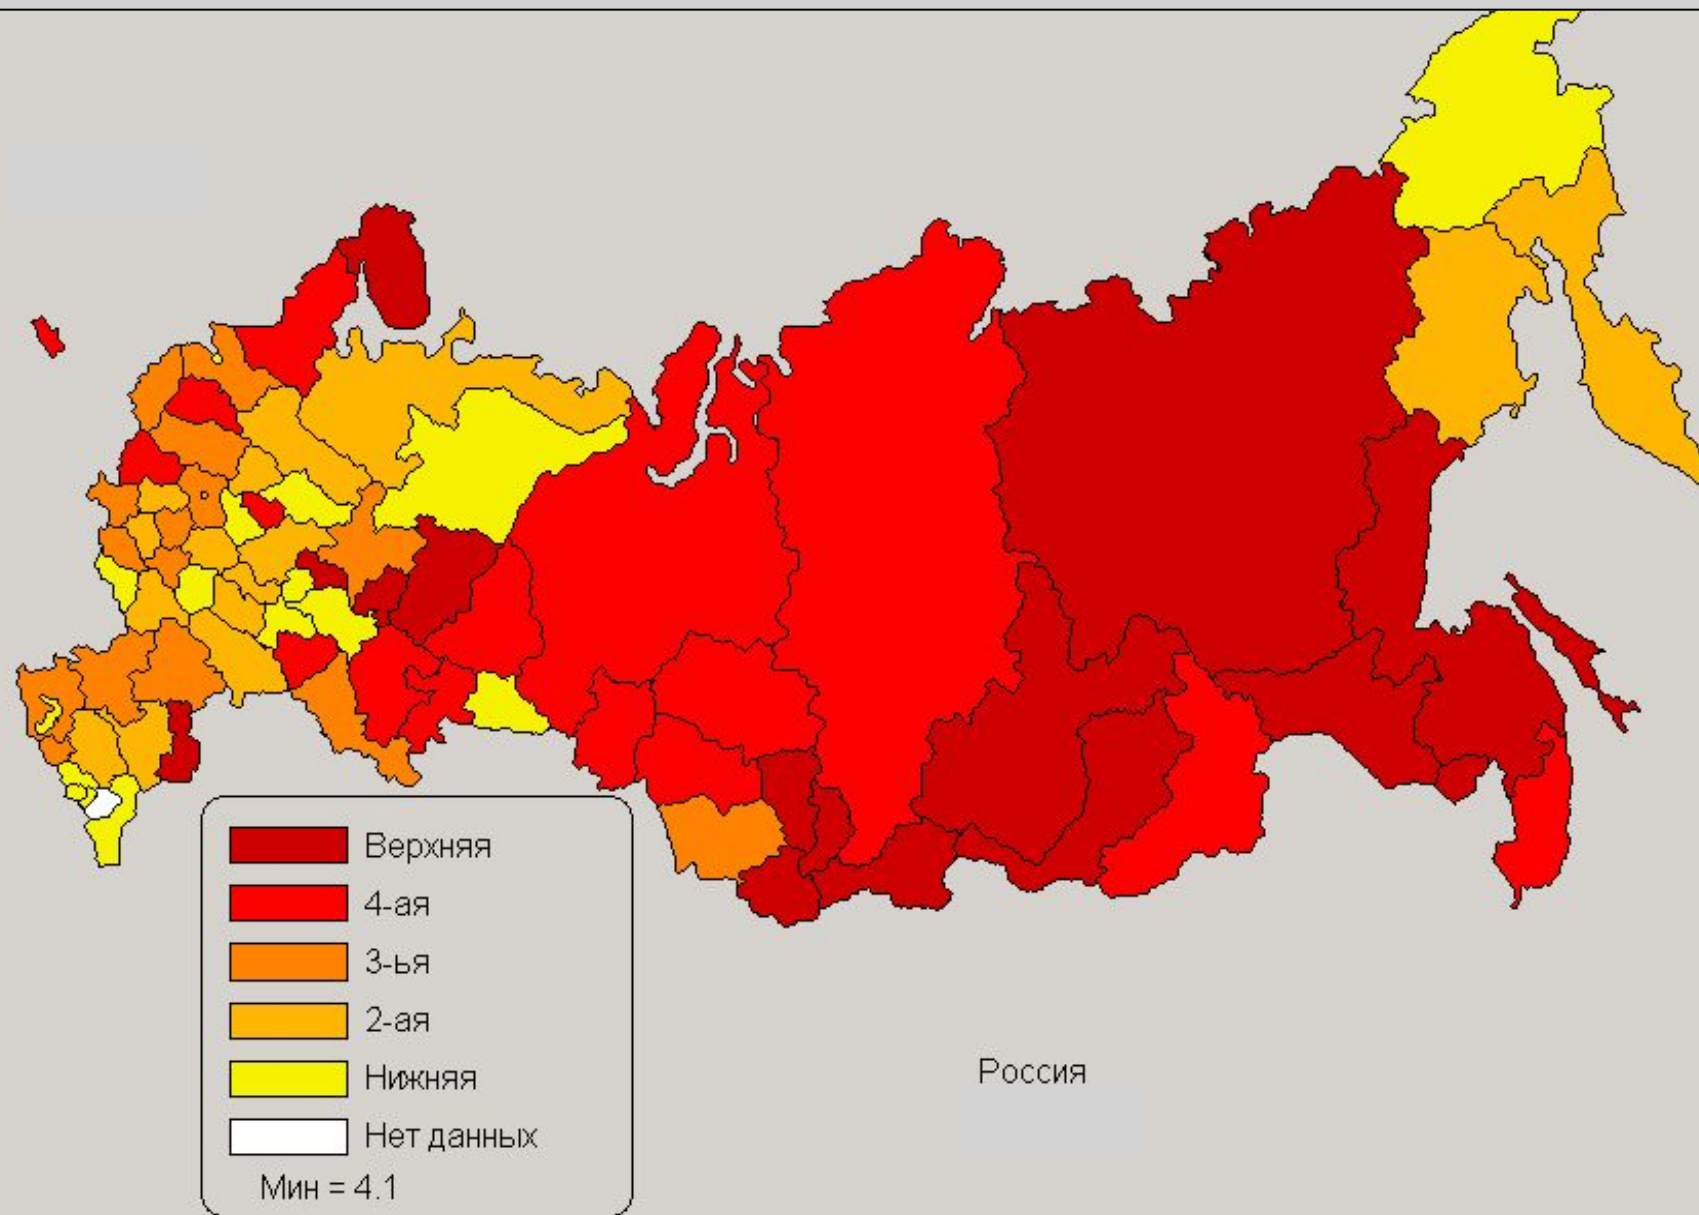 Верхняя
4-ая
3-ья
2-ая
Нижняя
Нет данных
Мин = 4.1
Россия